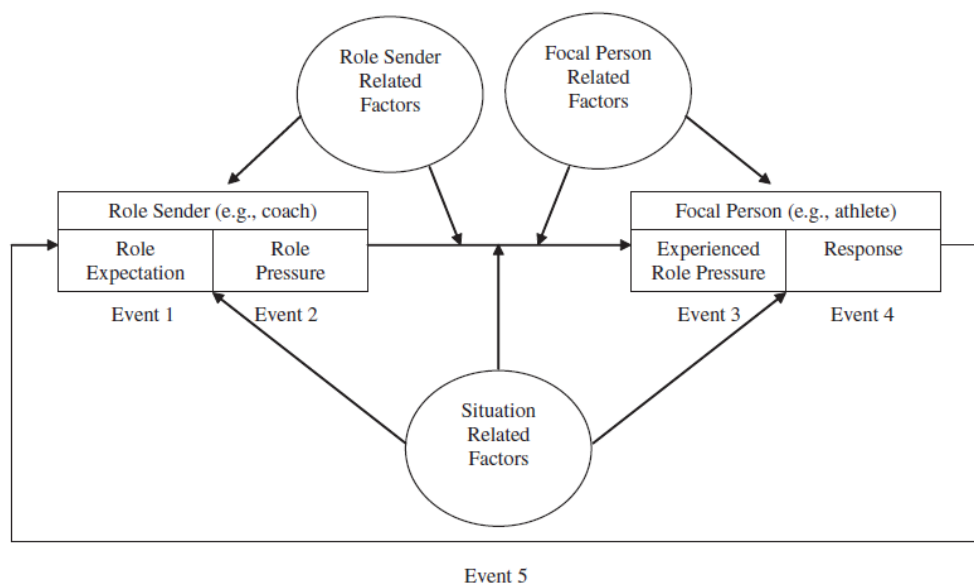 Role Sender
Related
Factors
Focal Person
Related
Factors
Role Sender (e.g., coach)
Role
Expectation
Role
Pressure
Event 1
Event 2
Focal Person (e.g., athlete)
Experienced
Role Pressure
Response
Event 3
Event 4
Situation
Related
Factors
Event 5